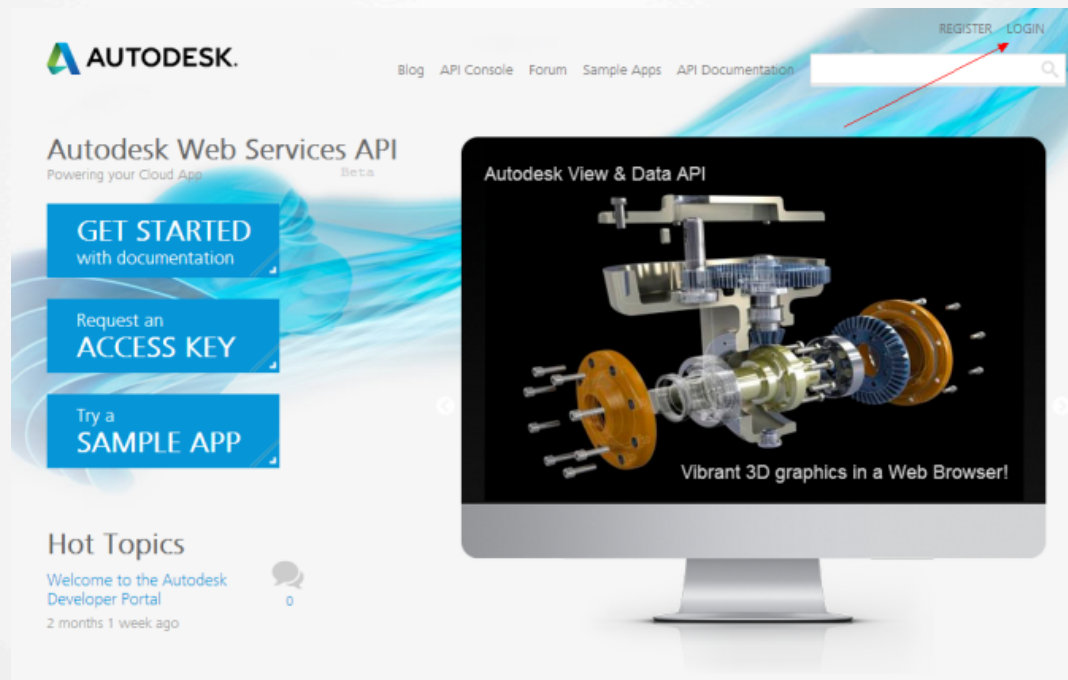 REGISTER LOGIN
AUTODESK.
Blog API Console Forum Sample Apps API Documentation
Autodesk Web Services API
Powering your Cloud App Beta
GET STARTED
with documentation
Request an
ACCESS KEY
Try a
SAMPLE APP
Autodesk View & Data API
Vibrant 3D graphics in a Web Browser!
Hot Topics
Welcome to the Autodesk
Developer Portal
0
2 months 1 week ago